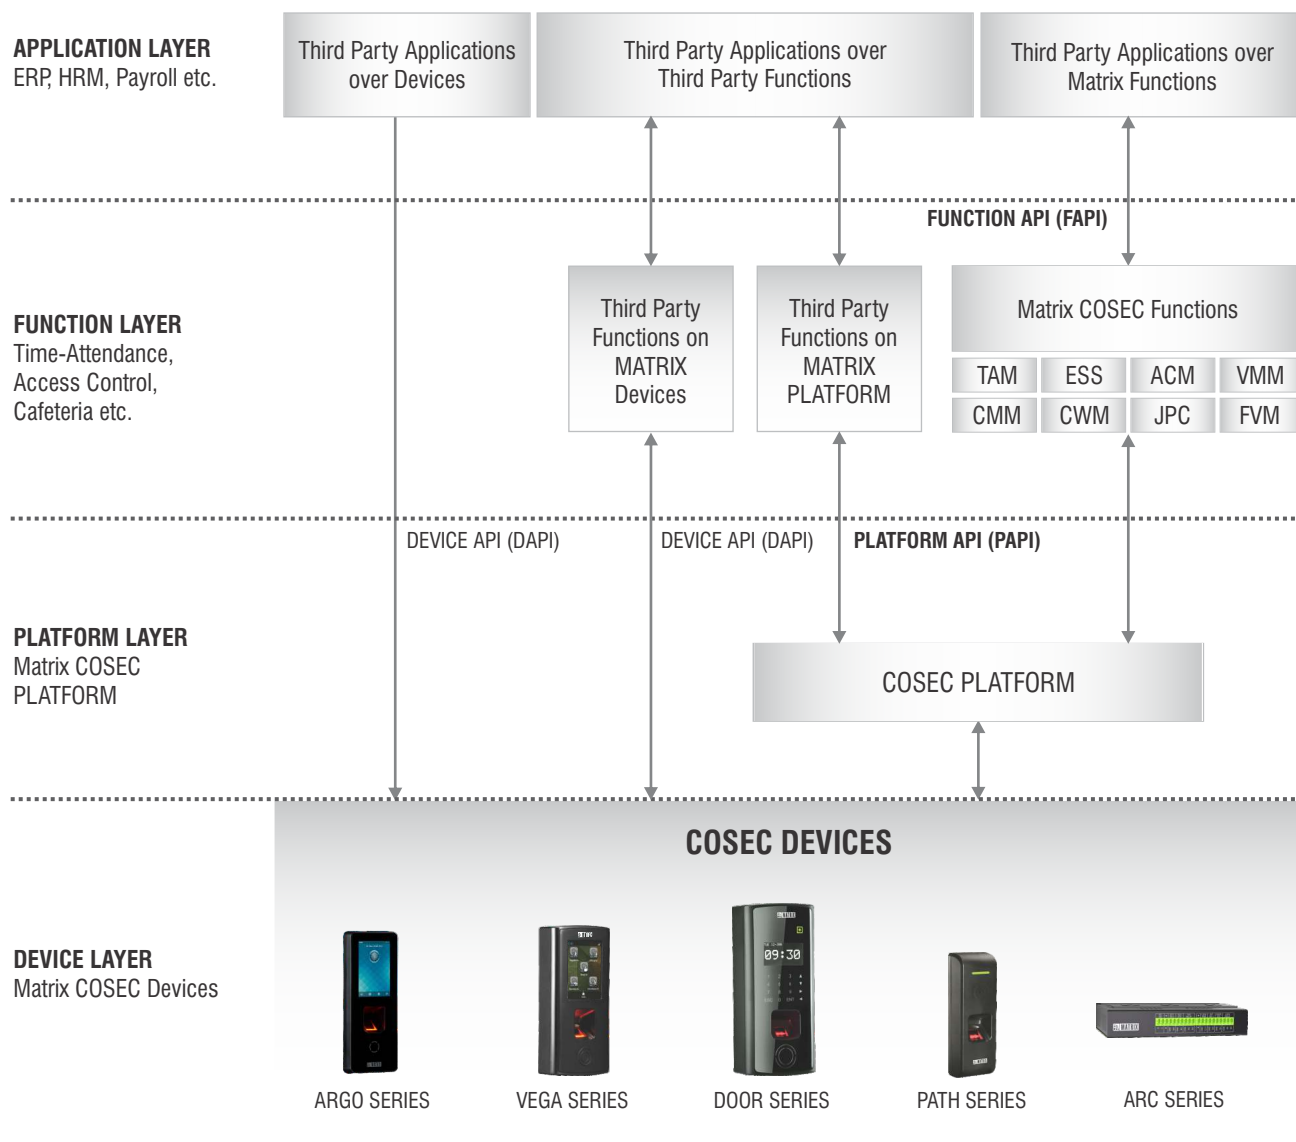 APPLICATION LAYER
ERP, HRM, Payroll etc.
Third Party Applications
over Devices
Third Party Applications over
Third Party Functions
Third Party Applications over
Matrix Functions
FUNCTION API (FAPI)
FUNCTION LAYER
Time-Attendance,
Access Control,
Cafeteria etc.
Third Party
Functions on
MATRIX
Devices
Third Party
Functions on
MATRIX
PLATFORM
Matrix COSEC Functions
TAM ESS ACM VMM
CMM CWM JPC FVM
DEVICE API (DAPI)
DEVICE API (DAPI)
PLATFORM API (PAPI)
PLATFORM LAYER
Matrix COSEC
PLATFORM
COSEC PLATFORM
COSEC DEVICES
DEVICE LAYER
Matrix COSEC Devices
09:30
ARGO SERIES
VEGA SERIES
DOOR SERIES
PATH SERIES
ARC SERIES